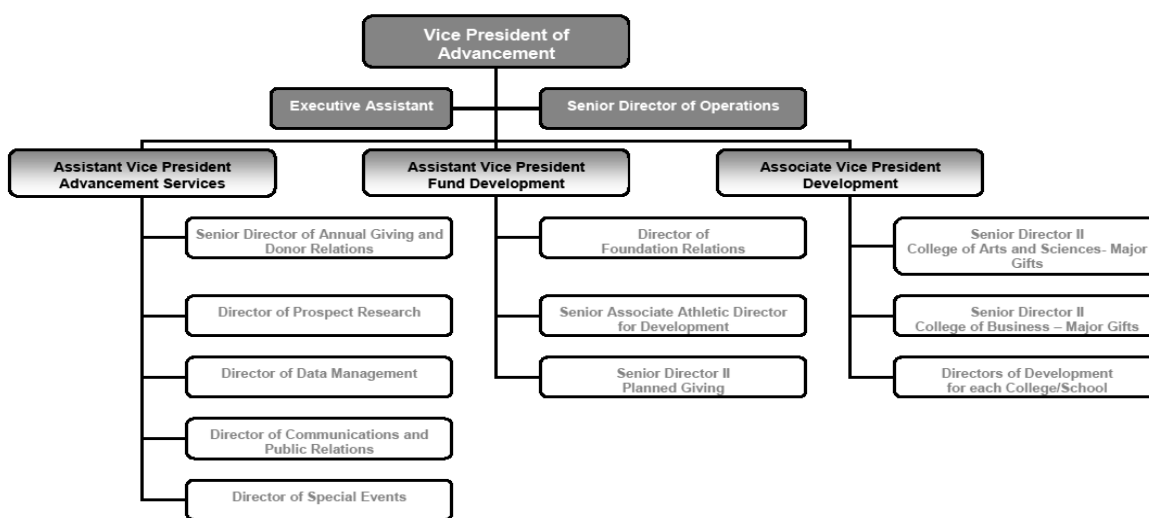 Vice President of
Advancement
Executive Assistant
Senior Director of Operations
Assistant Vice President
Advancement Services
Assistant Vice President
Fund Development
Associate Vice President
Development
Senior Director of Annual Giving and
Donor Relations
Director of Prospect Research
Director of Data Management
Director of Communications and
Public Relations
Director of Special Events
Director of
Foundation Relations
Senior Associate Athletic Director
for Development
Senior Director II
Planned Giving
Senior Director II
College of Arts and Sciences- Major
Gifts
Senior Director II
College of Business – Major Gifts
Directors of Development
for each College/School